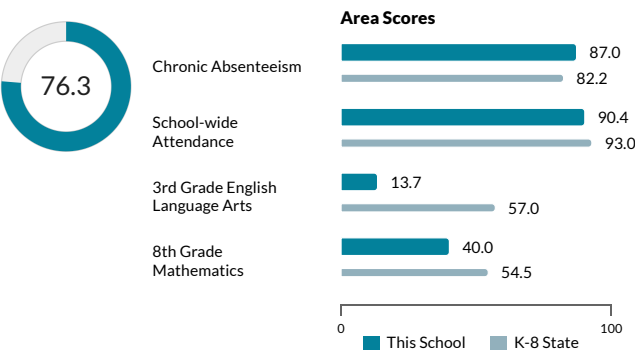 Area Scores
76.3
Chronic Absenteeism
87.0
82.2
School-wide
Attendance
90.4
93.0
3rd Grade English
Language Arts
13.7
57.0
8th Grade
Mathematics
40.0
54.5
0
100
This School
K-8 State